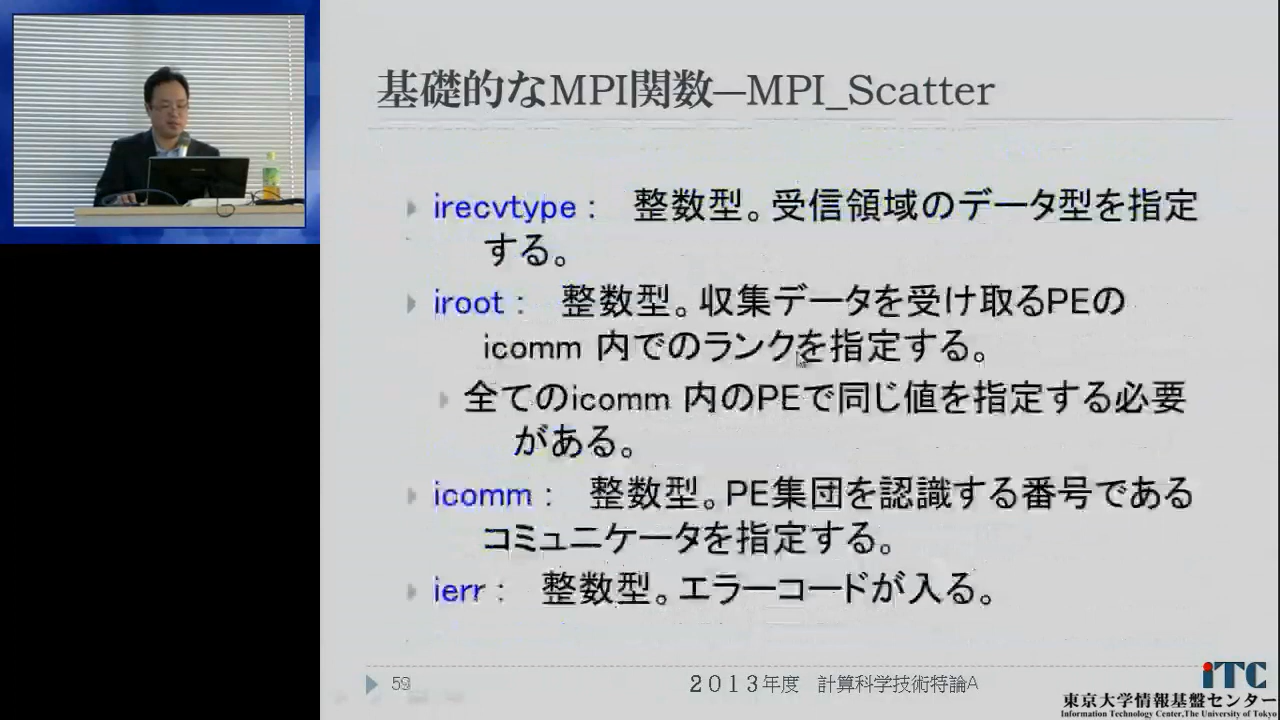 基礎的なMPI関数―MPI_Scatter
irecvtype： 整数型。受信領域のデータ型を指定
する。
iroot： 整数型。収集データを受け取るPEの
icomm 内でのランクを指定する。
全てのicomm 内のPEで同じ値を指定する必要
がある。
icomm： 整数型。PE集団を認識する番号である
コミュニケータを指定する。
ierr： 整数型。エラーコードが入る。
59
2013年度 計算科学技術特論A
iTC
東京大学情報基盤センター
Information Technology Center,The University of Tokyo